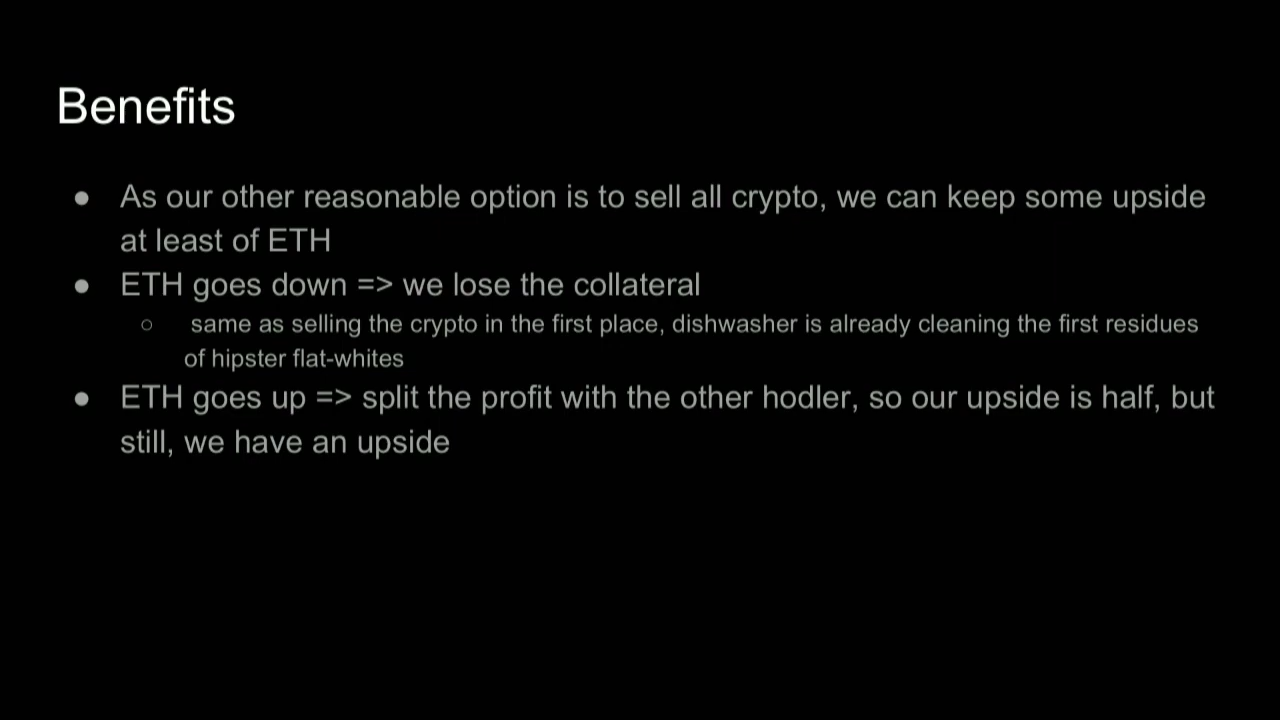 Benefits
● As our other reasonable option is to sell all crypto, we can keep some upside
at least of ETH
● ETH goes down => we lose the collateral
○ same as selling the crypto in the first place, dishwasher is already cleaning the first residues
of hipster flat-whites
● ETH goes up => split the profit with the other hodler, so our upside is half, but
still, we have an upside